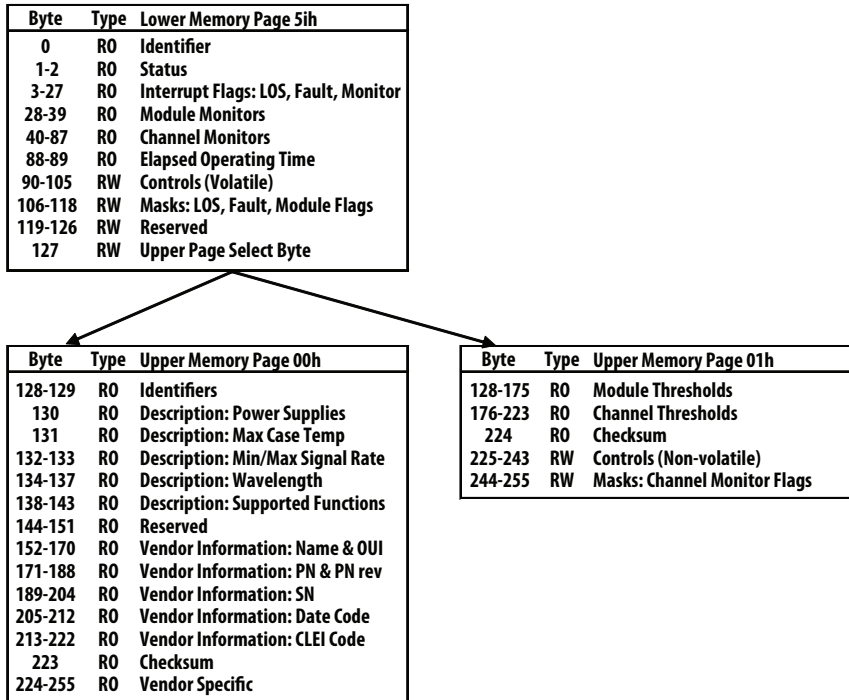 Byte Type Lower Memory Page 5ih
0 RO Identifier
1-2 RO Status
3-27 RO Interrupt Flags: LOS, Fault, Monitor
28-39 RO Module Monitors
40-87 RO Channel Monitors
88-89 RO Elapsed Operating Time
90-105 RW Controls (Volatile)
106-118 RW Masks: LOS, Fault, Module Flags
119-126 RW Reserved
127 RW Upper Page Select Byte
Byte Type Upper Memory Page 00h
128-129 RO Identifiers
130 RO Description: Power Supplies
131 RO Description: Max Case Temp
132-133 RO Description: Min/Max Signal Rate
134-137 RO Description: Wavelength
138-143 RO Description: Supported Functions
144-151 RO Reserved
152-170 RO Vendor Information: Name & OUI
171-188 RO Vendor Information: PN & PN rev
189-204 RO Vendor Information: SN
205-212 RO Vendor Information: Date Code
213-222 RO Vendor Information: CLEI Code
223 RO Checksum
224-255 RO Vendor Specific
Byte Type Upper Memory Page 01h
128-175 RO Module Thresholds
176-223 RO Channel Thresholds
224 RO Checksum
225-243 RW Controls (Non-volatile)
244-255 RW Masks: Channel Monitor Flags